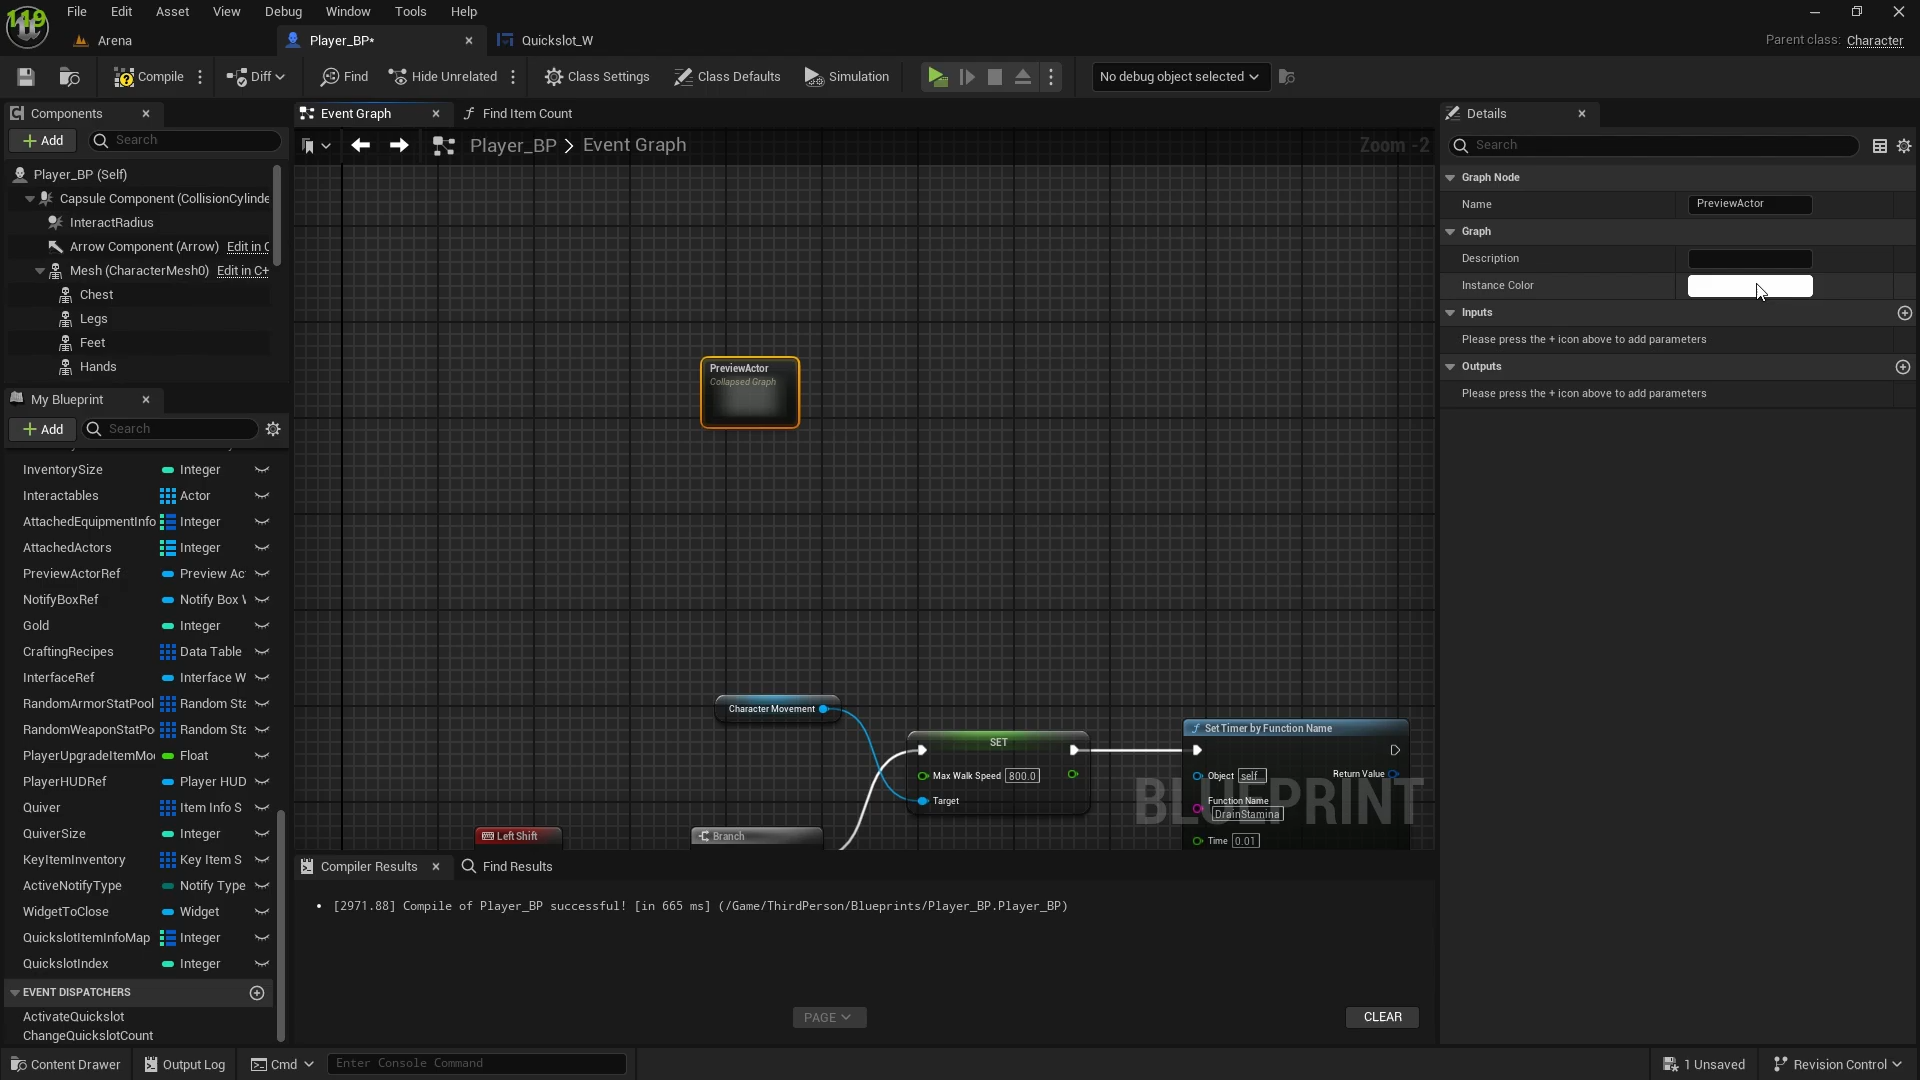 119
File Edit Asset View Debug Window Tools Help
Arena
Player_BP*
Quickslot_W
Parent class: Character
Compile
Diff
Find
Hide Unrelated
Class Settings
Class Defaults
Simulation
No debug object selected
Components
Add
Search
Player_BP (Self)
Capsule Component (CollisionCylinde
InteractRadius
Arrow Component (Arrow) Edit in C
Mesh (CharacterMesh0) Edit in C+
Chest
Legs
Feet
Hands
My Blueprint
Add
Search
InventorySize Integer
Interactables Actor
AttachedEquipmentInfo Integer
AttachedActors Integer
PreviewActorRef Preview Ac
NotifyBoxRef Notify Box
Gold Integer
CraftingRecipes Data Table
InterfaceRef Interface W
RandomArmorStatPool Random Sta
RandomWeaponStatPo Random Sta
PlayerUpgradeItemMo Float
PlayerHUDRef Player HUD
Quiver Item Info S
QuiverSize Integer
KeyItemInventory Key Item S
ActiveNotifyType Notify Type
WidgetToClose Widget
QuickslotItemInfoMap Integer
QuickslotIndex Integer
EVENT DISPATCHERS
ActivateQuickslot
ChangeQuickslotCount
Event Graph
Find Item Count
Player_BP > Event Graph
Zoom -2
PreviewActor
Collapsed Graph
Character Movement
SET
Max Walk Speed 800.0
Target
Set Timer by Function Name
Object self
Return Value
Function Name
DrainStamina
Time 0.01
Left Shift
Branch
BLUEPRINT
Compiler Results
Find Results
• [2971.88] Compile of Player_BP successful! [in 665 ms] (/Game/ThirdPerson/Blueprints/Player_BP.Player_BP)
PAGE
CLEAR
Details
Search
Graph Node
Name PreviewActor
Graph
Description
Instance Color
Inputs
Please press the + icon above to add parameters
Outputs
Please press the + icon above to add parameters
Content Drawer
Output Log
Cmd
Enter Console Command
1 Unsaved
Revision Control